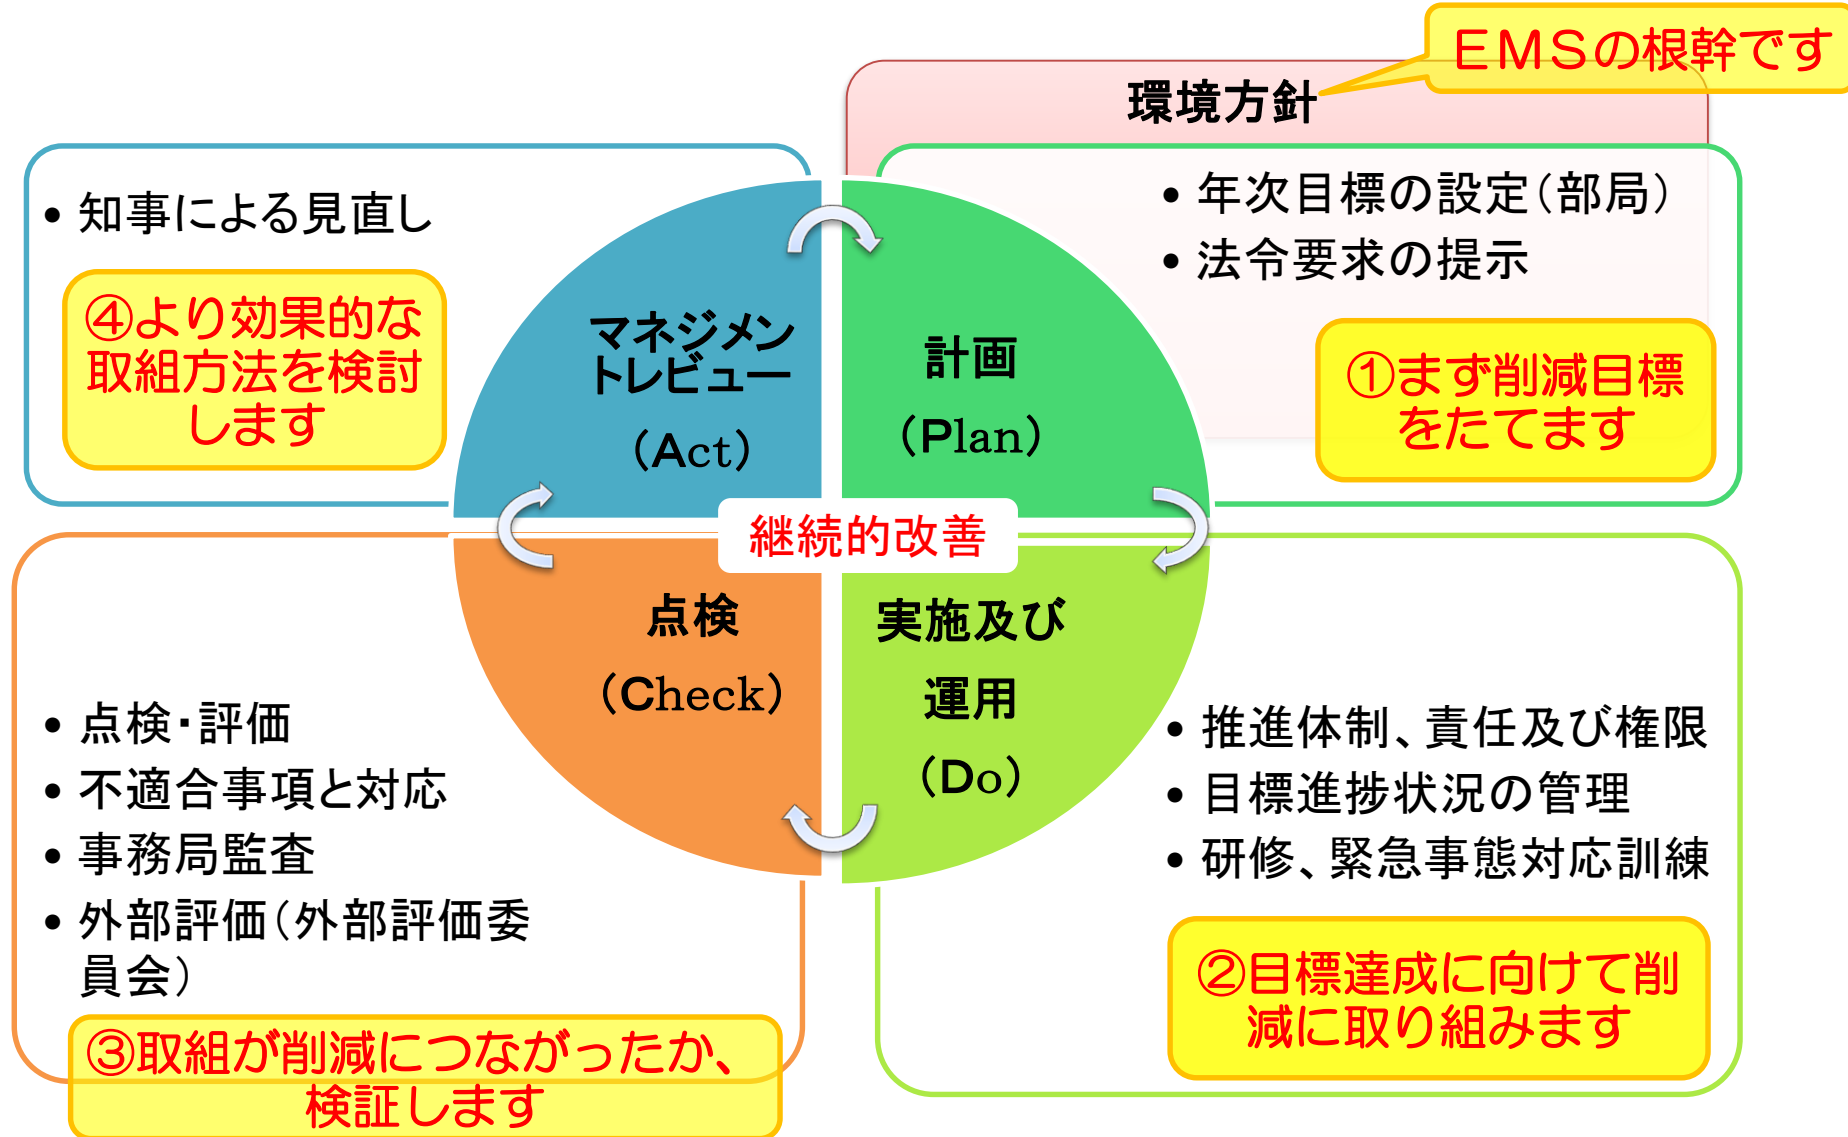 EMSの根幹です
環境方針
• 年次目標の設定(部局)
• 法令要求の提示
①まず削減目標
をたてます
計画
(Plan)
• 知事による見直し
④より効果的な
取組方法を検討
します
マネジメン
トレビュー
(Act)
継続的改善
実施及び
運用
(Do)
• 推進体制、責任及び権限
• 目標進捗状況の管理
• 研修、緊急事態対応訓練
②目標達成に向けて削
減に取り組みます
点検
(Check)
• 点検・評価
• 不適合事項と対応
• 事務局監査
• 外部評価(外部評価委
員会)
③取組が削減につながったか、
検証します